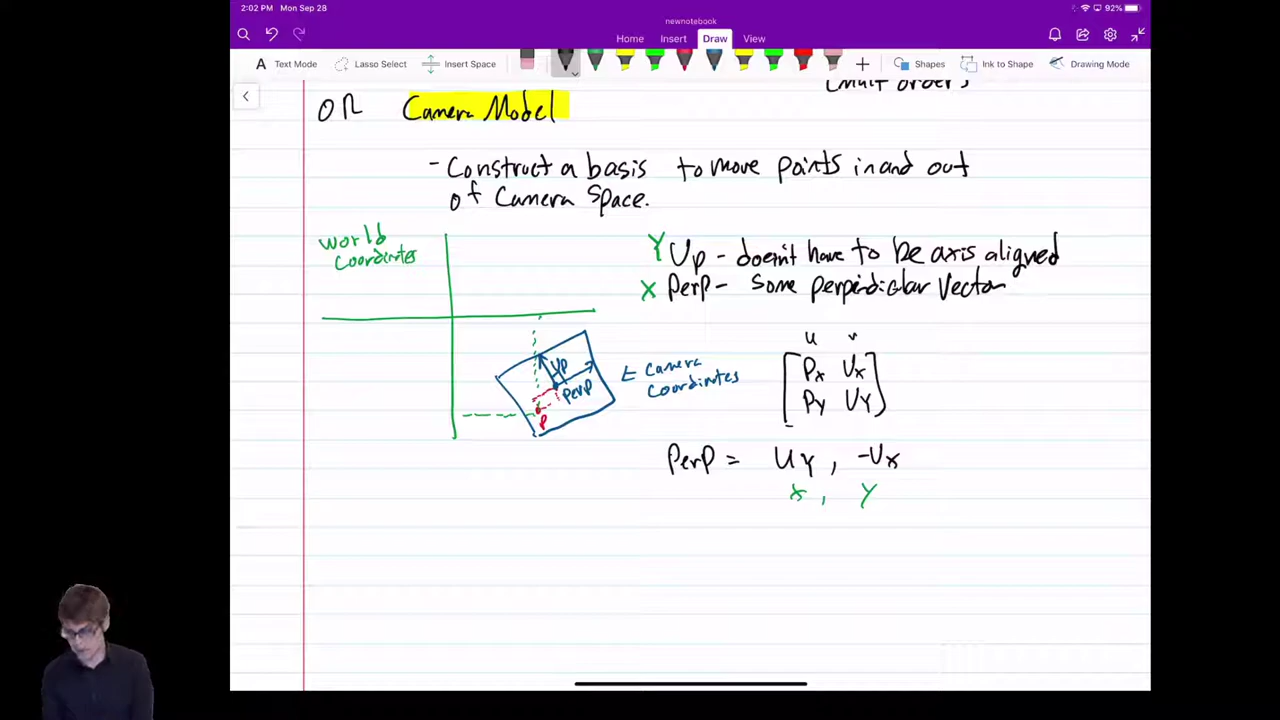 2:02 PM Mon Sep 28
92%
newnotebook
Home Insert Draw View
Text Mode Lasso Select Insert Space Shapes Ink to Shape Drawing Mode
(mult orders
OR Camera Model
- Construct a basis to move points in and out
of Camera Space.
World
Coordinates
Y Up - doesn't have to be axis aligned
X Perp - Some perpendicular Vector
Up
Perp
P
← Camera
Coordinates
u v
[Px Ux]
[Py Uy]
Perp = Uy, -Ux
x, y